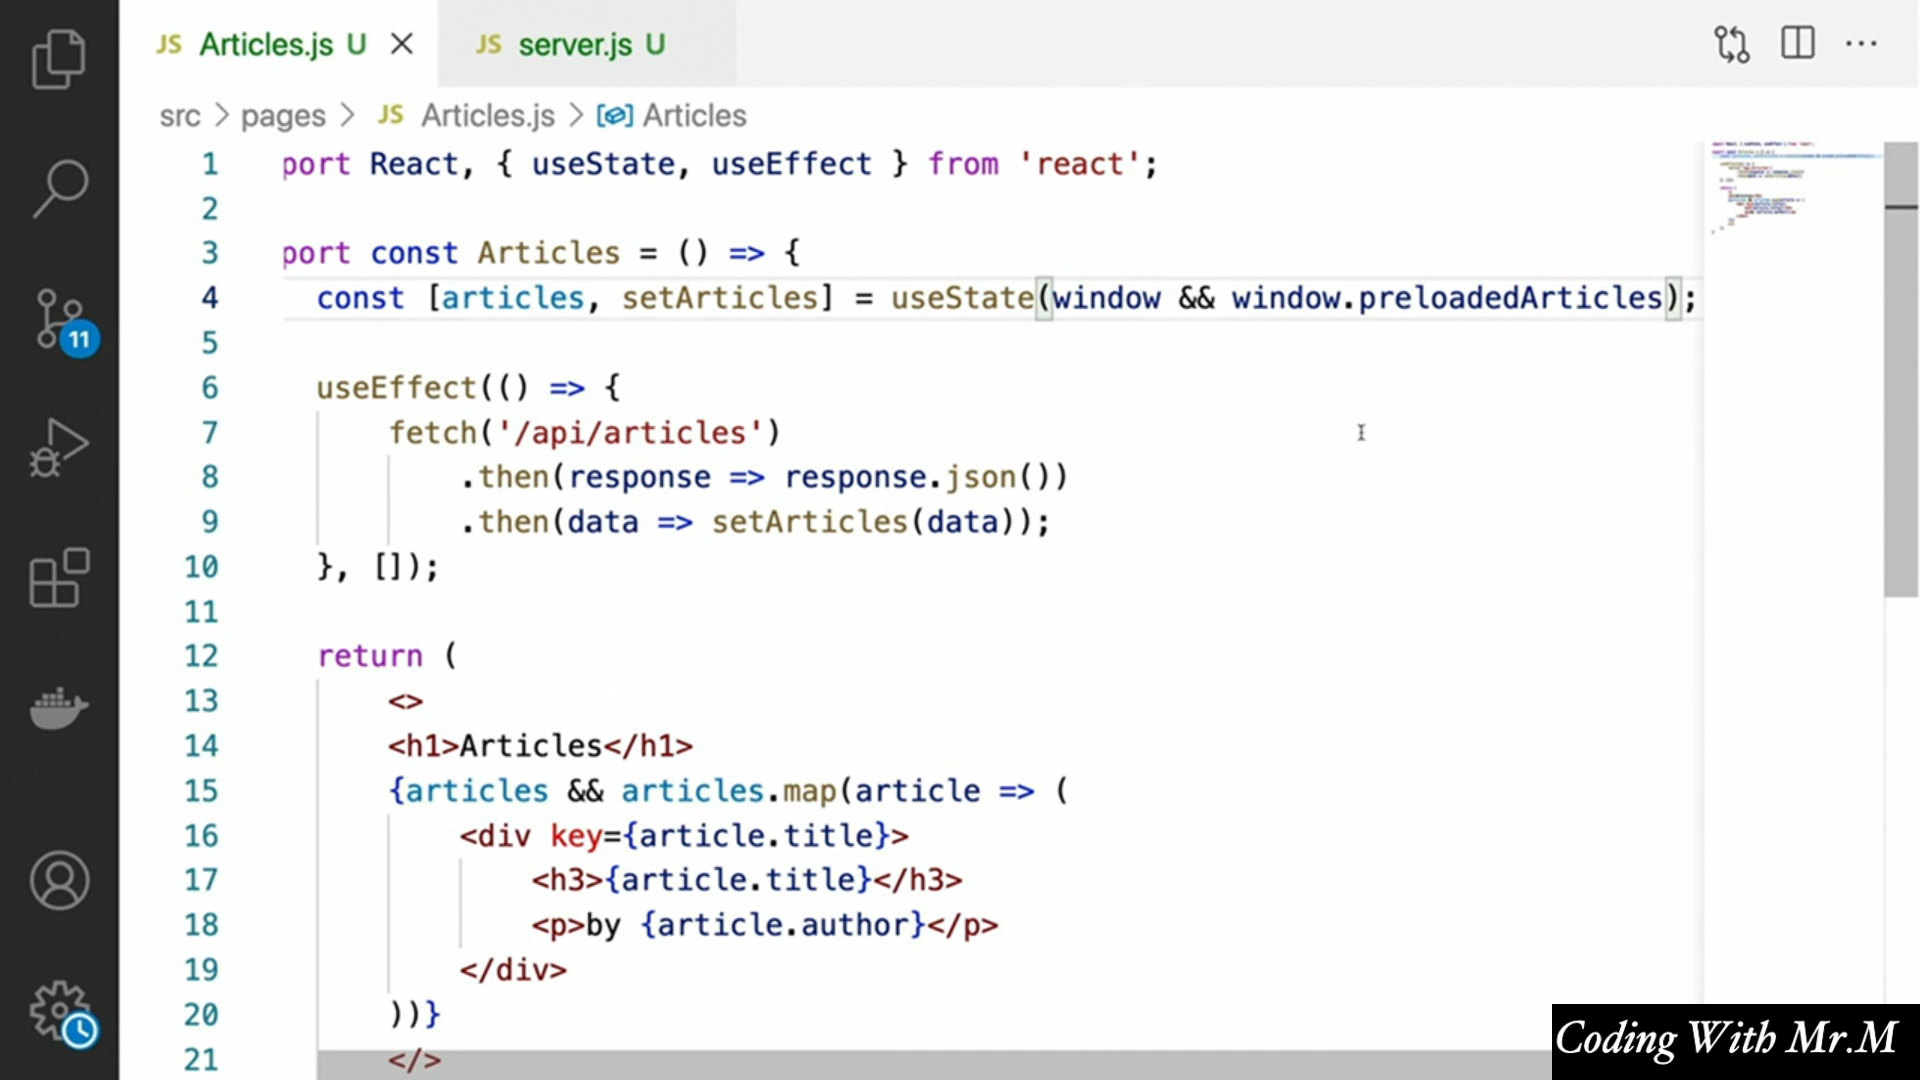 JS Articles.js U
JS server.js U
src > pages > JS Articles.js > Articles
1 port React, { useState, useEffect } from 'react';
2
3 port const Articles = () => {
4 const [articles, setArticles] = useState(window && window.preloadedArticles);
5
6 useEffect(() => {
7 fetch('/api/articles')
8 .then(response => response.json())
9 .then(data => setArticles(data));
10 }, []);
11
12 return (
13 <>
14 <h1>Articles</h1>
15 {articles && articles.map(article => (
16 <div key={article.title}>
17 <h3>{article.title}</h3>
18 <p>by {article.author}</p>
19 </div>
20 ))}
21 </>
11
Coding With Mr.M